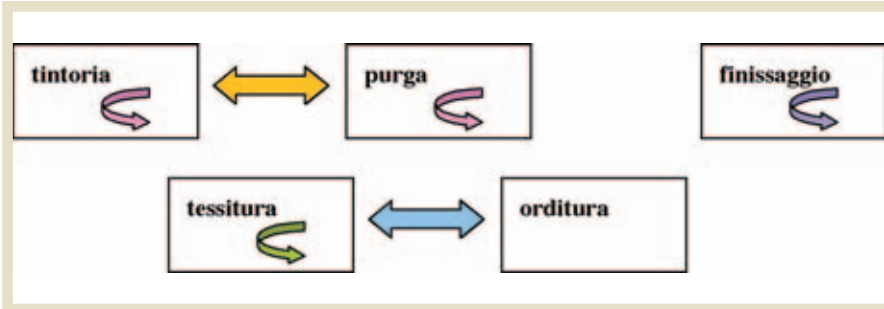 tintoria
purga
finissaggio
tessitura
orditura